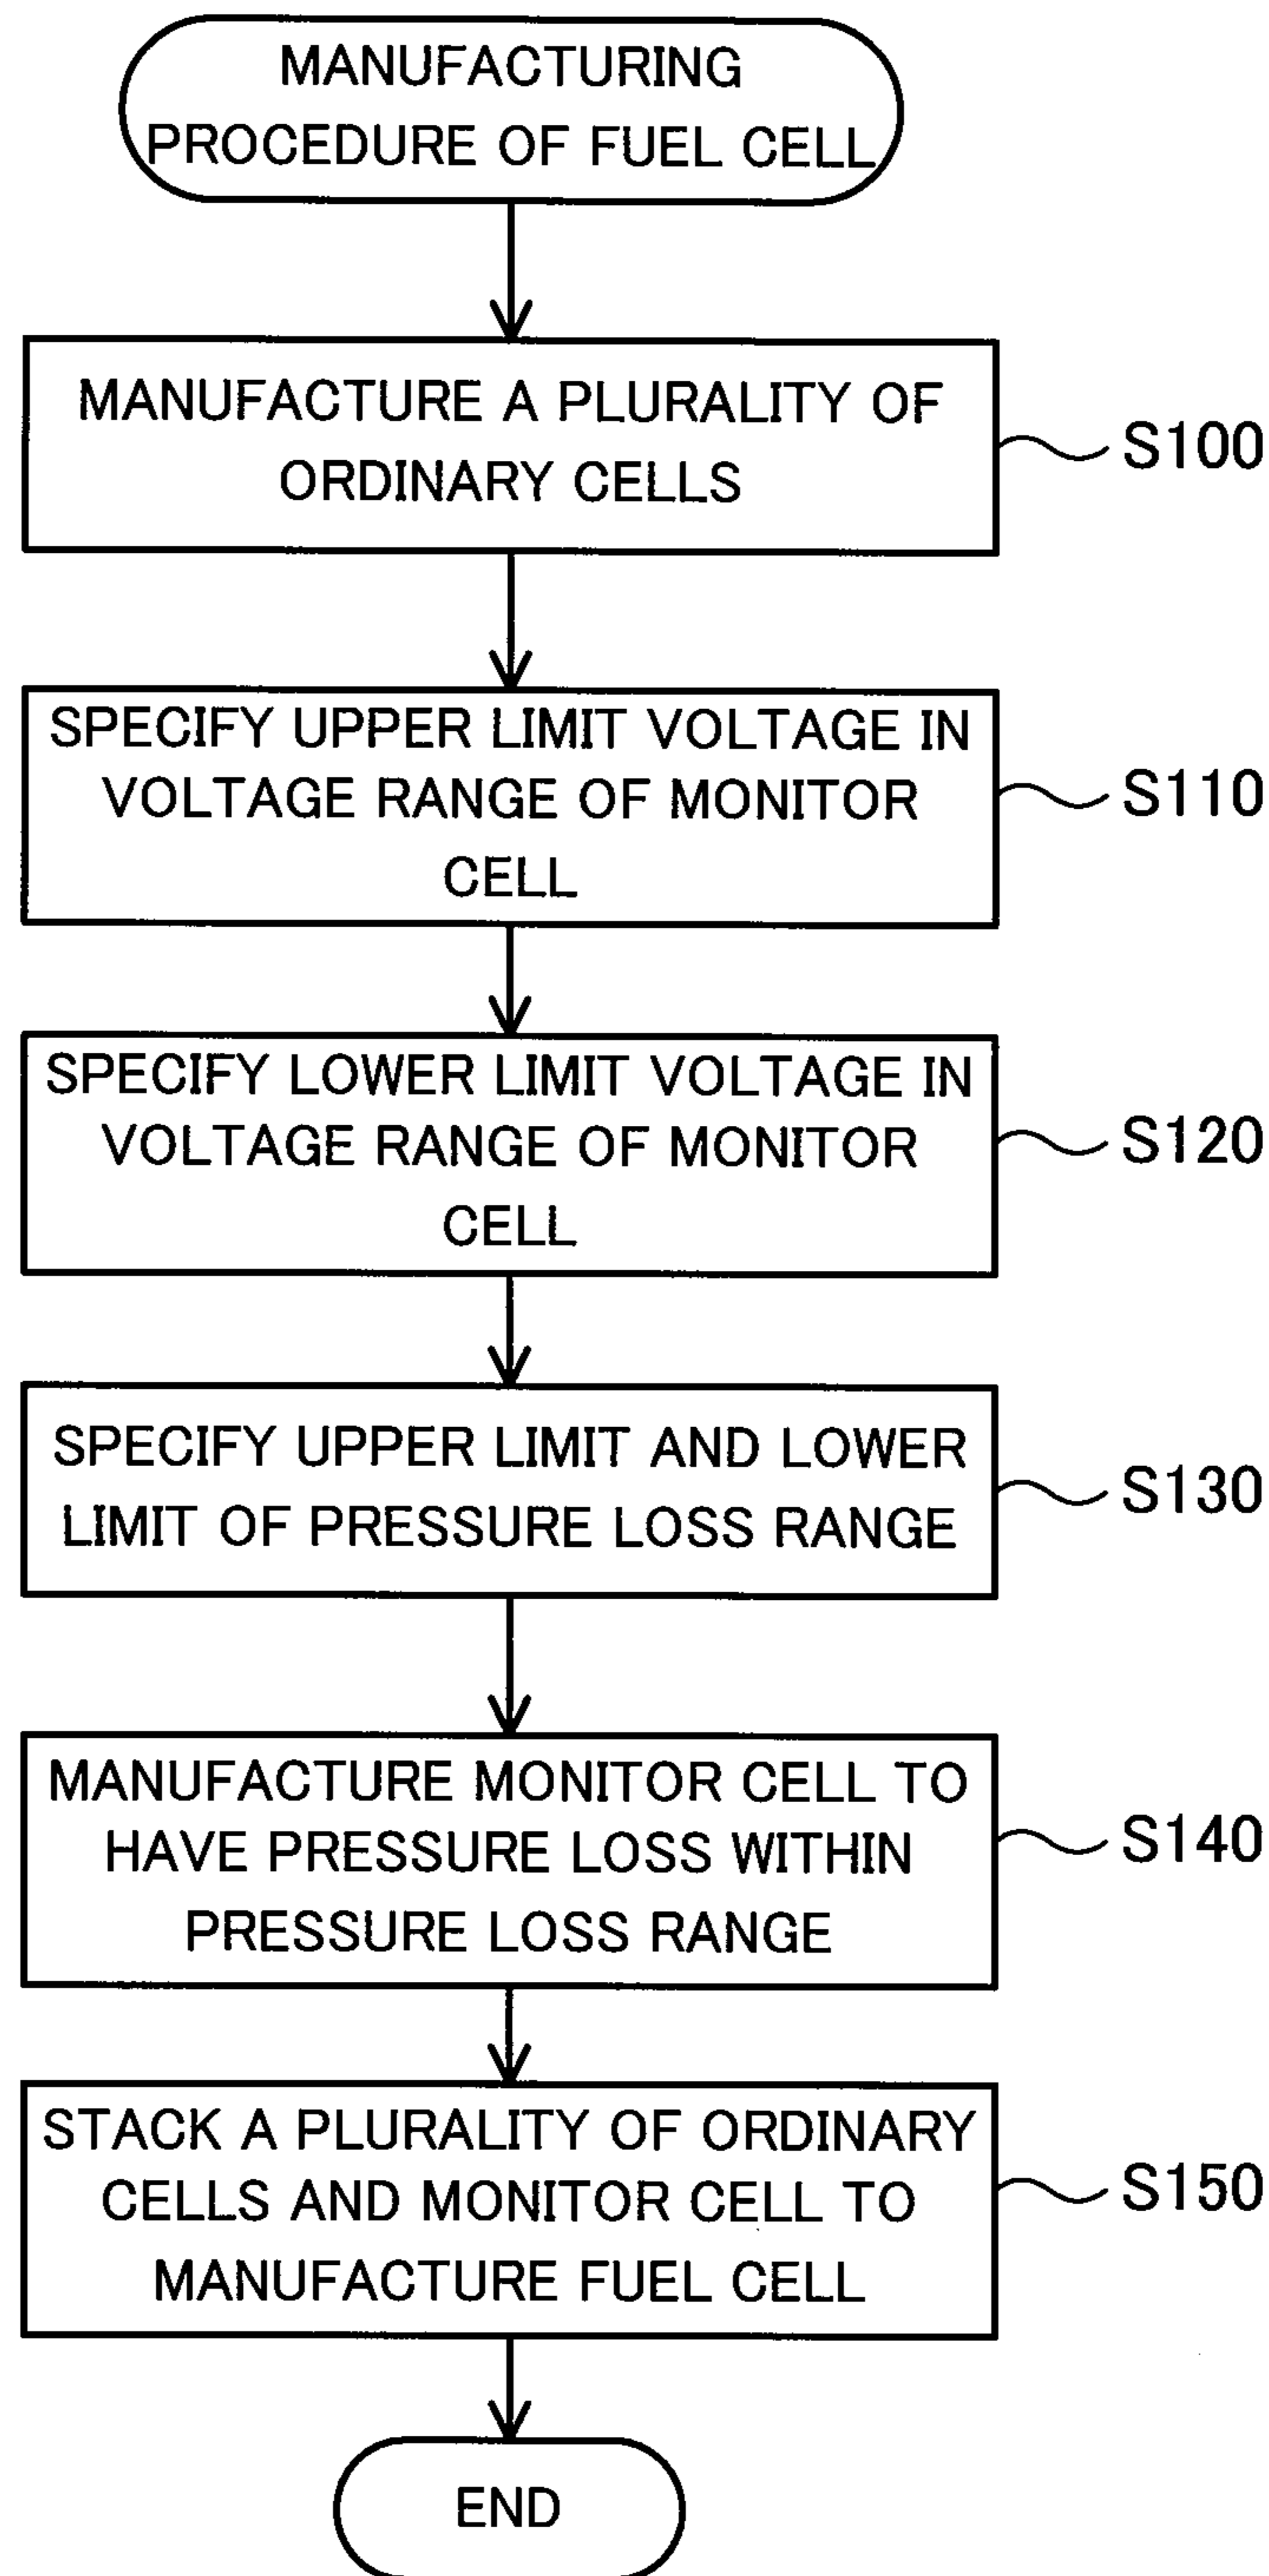 MANUFACTURING
PROCEDURE OF FUEL CELL
MANUFACTURE A PLURALITY OF
ORDINARY CELLS
S100
SPECIFY UPPER LIMIT VOLTAGE IN
VOLTAGE RANGE OF MONITOR
CELL
S110
SPECIFY LOWER LIMIT VOLTAGE IN
VOLTAGE RANGE OF MONITOR
CELL
S120
SPECIFY UPPER LIMIT AND LOWER
LIMIT OF PRESSURE LOSS RANGE
S130
MANUFACTURE MONITOR CELL TO
HAVE PRESSURE LOSS WITHIN
PRESSURE LOSS RANGE
S140
STACK A PLURALITY OF ORDINARY
CELLS AND MONITOR CELL TO
MANUFACTURE FUEL CELL
S150
END